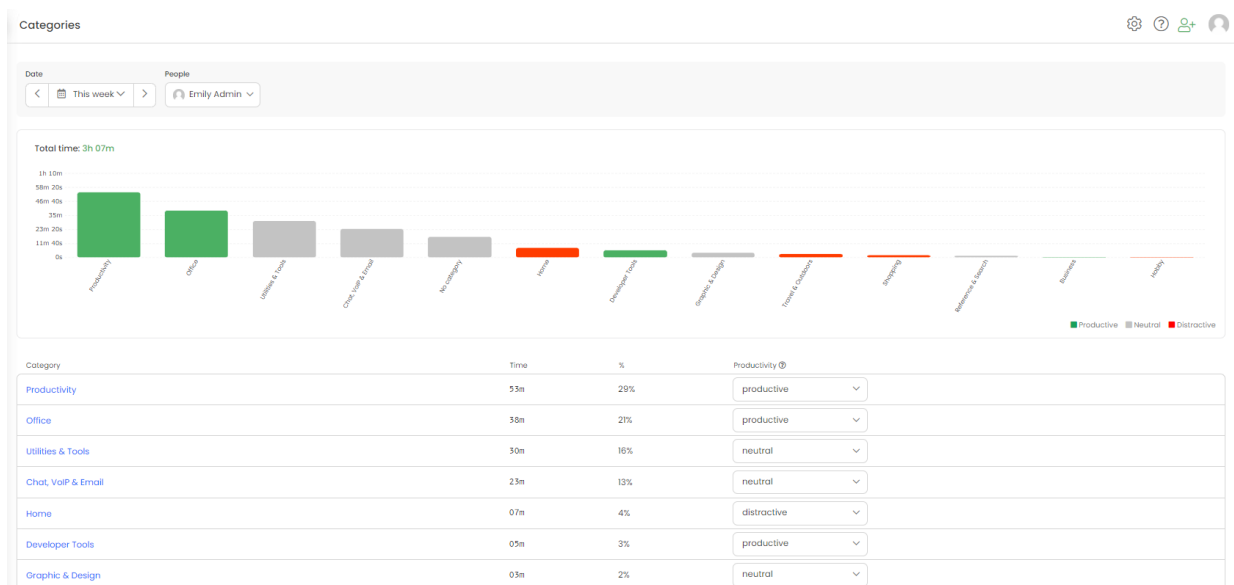 Categories
Date
People
This week
Emily Admin
Total time: 3h 07m
1h 10m
58m 20s
46m 40s
35m
23m 20s
11m 40s
0s
Productivity
Office
Utilities & Tools
Chat, VoIP & Email
No category
Home
Developer Tools
Graphic & Design
Travel & Outdoors
Shopping
Reference & Search
Business
Hobby
Productive Neutral Distractive
Category Time % Productivity
Productivity 53m 29% productive
Office 38m 21% productive
Utilities & Tools 30m 16% neutral
Chat, VoIP & Email 23m 13% neutral
Home 07m 4% distractive
Developer Tools 05m 3% productive
Graphic & Design 03m 2% neutral